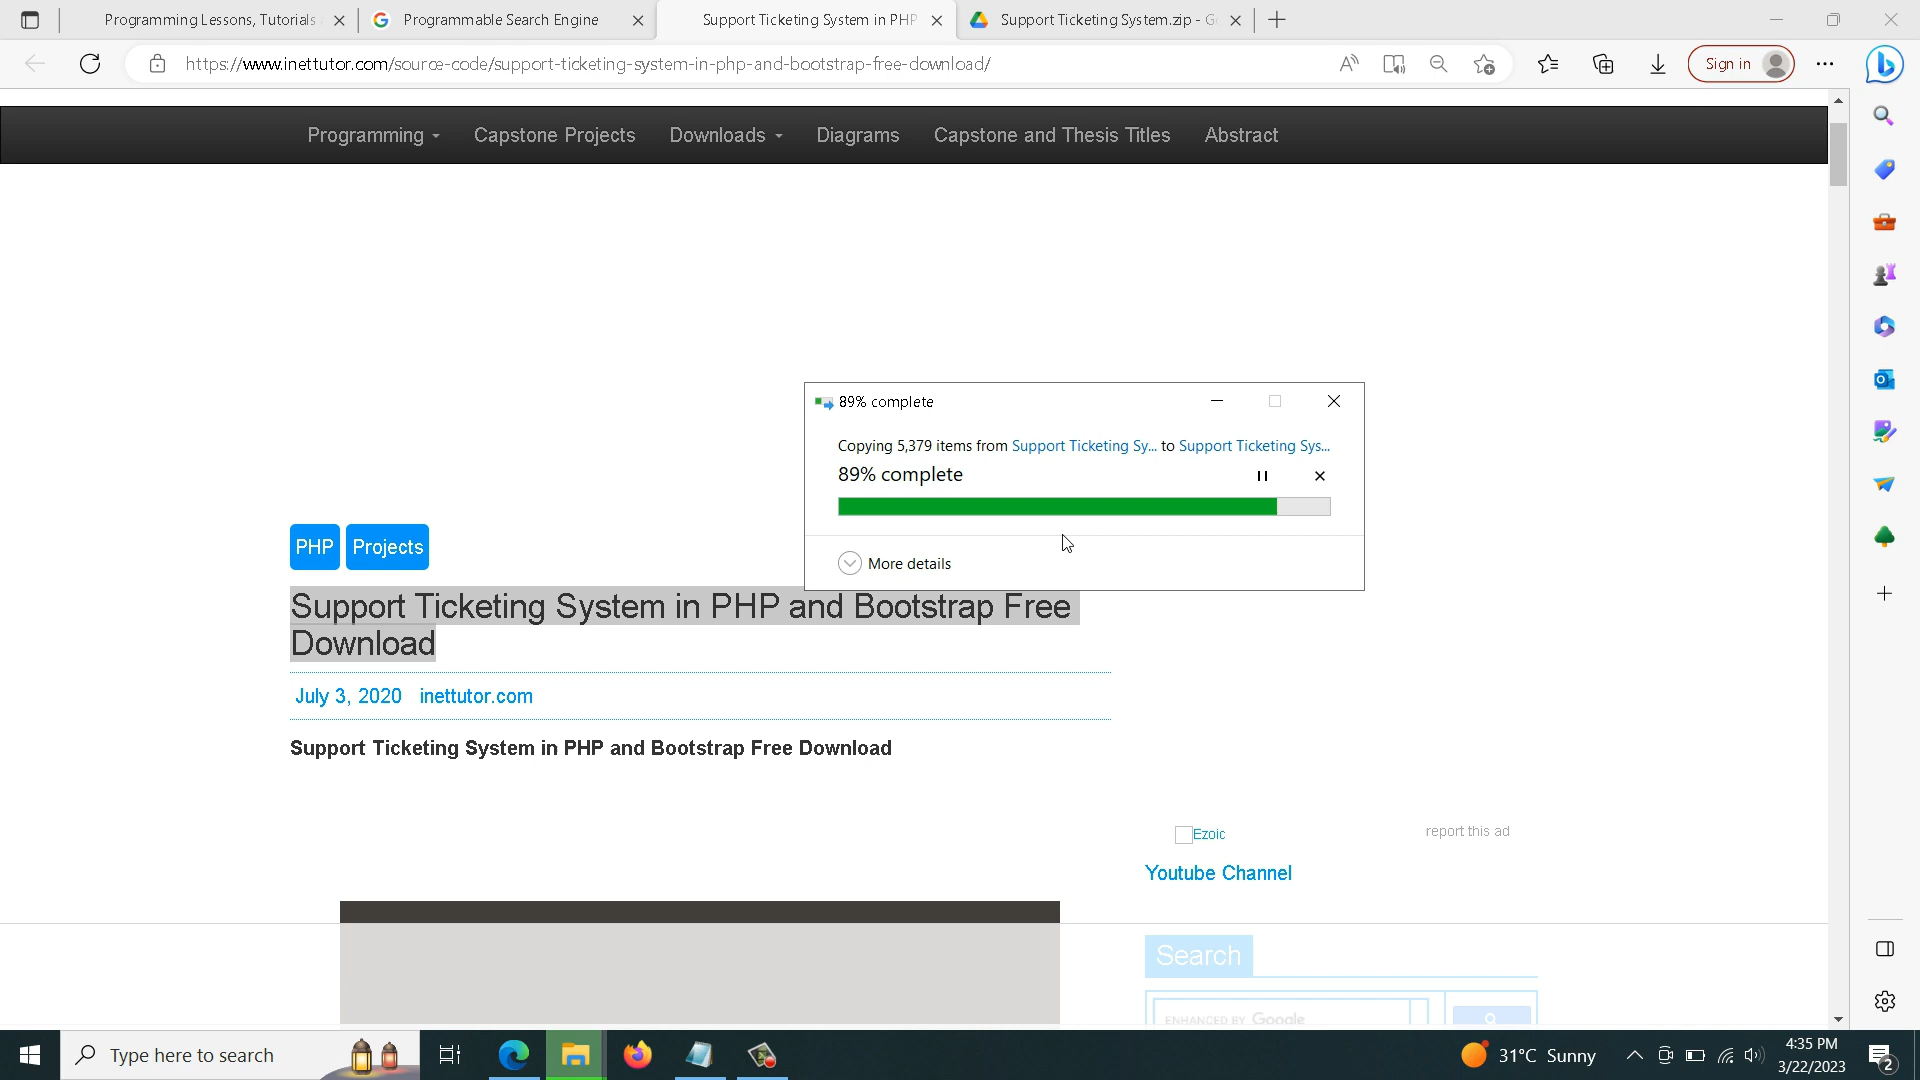 Programming Lessons, Tutorials
Programmable Search Engine
Support Ticketing System in PHP
Support Ticketing System.zip - G
https://www.inettutor.com/source-code/support-ticketing-system-in-php-and-bootstrap-free-download/
Sign in
Programming
Capstone Projects
Downloads
Diagrams
Capstone and Thesis Titles
Abstract
89% complete
Copying 5,379 items from Support Ticketing Sy... to Support Ticketing Sys...
89% complete
More details
PHP
Projects
Support Ticketing System in PHP and Bootstrap Free
Download
July 3, 2020 inettutor.com
Support Ticketing System in PHP and Bootstrap Free Download
Ezoic
report this ad
Youtube Channel
Search
ENHANCED BY Google
Type here to search
31°C Sunny
4:35 PM
3/22/2023
2